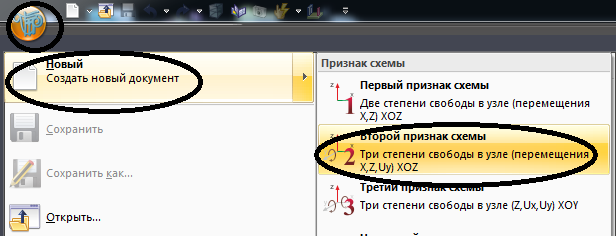 Новый
Создать новый документ
Сохранить
Сохранить как...
Открыть...
Признак схемы
Первый признак схемы
Две степени свободы в узле (перемещения
X,Z) XOZ
Второй признак схемы
Три степени свободы в узле (перемещения
X,Z,Uy) XOZ
Третий признак схемы
Три степени свободы в узле (Z,Ux,Uy) XOY